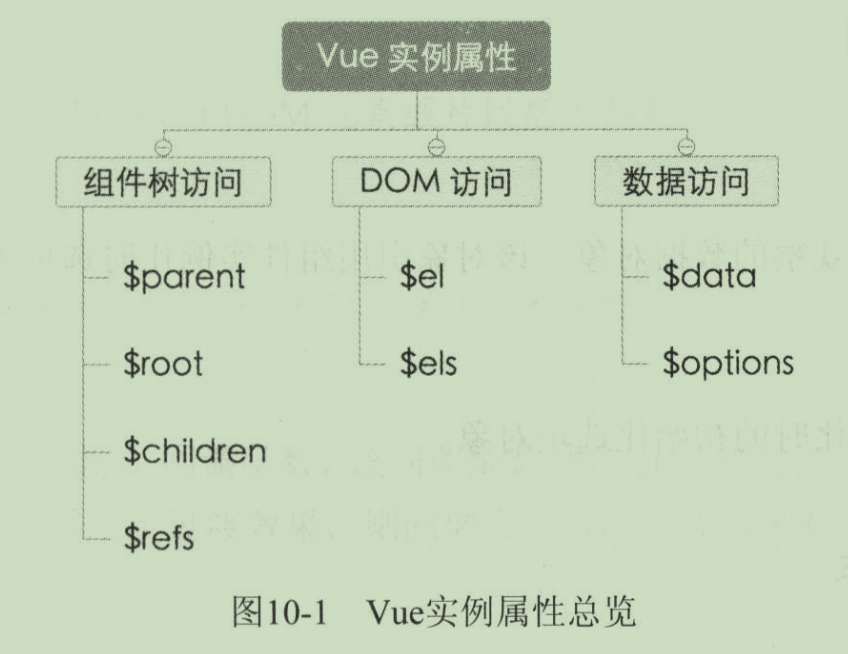 Vue 实例属性
组件树访问
DOM 访问
数据访问
$parent
$el
$data
$root
$els
$options
$children
$refs
图10-1 Vue实例属性总览